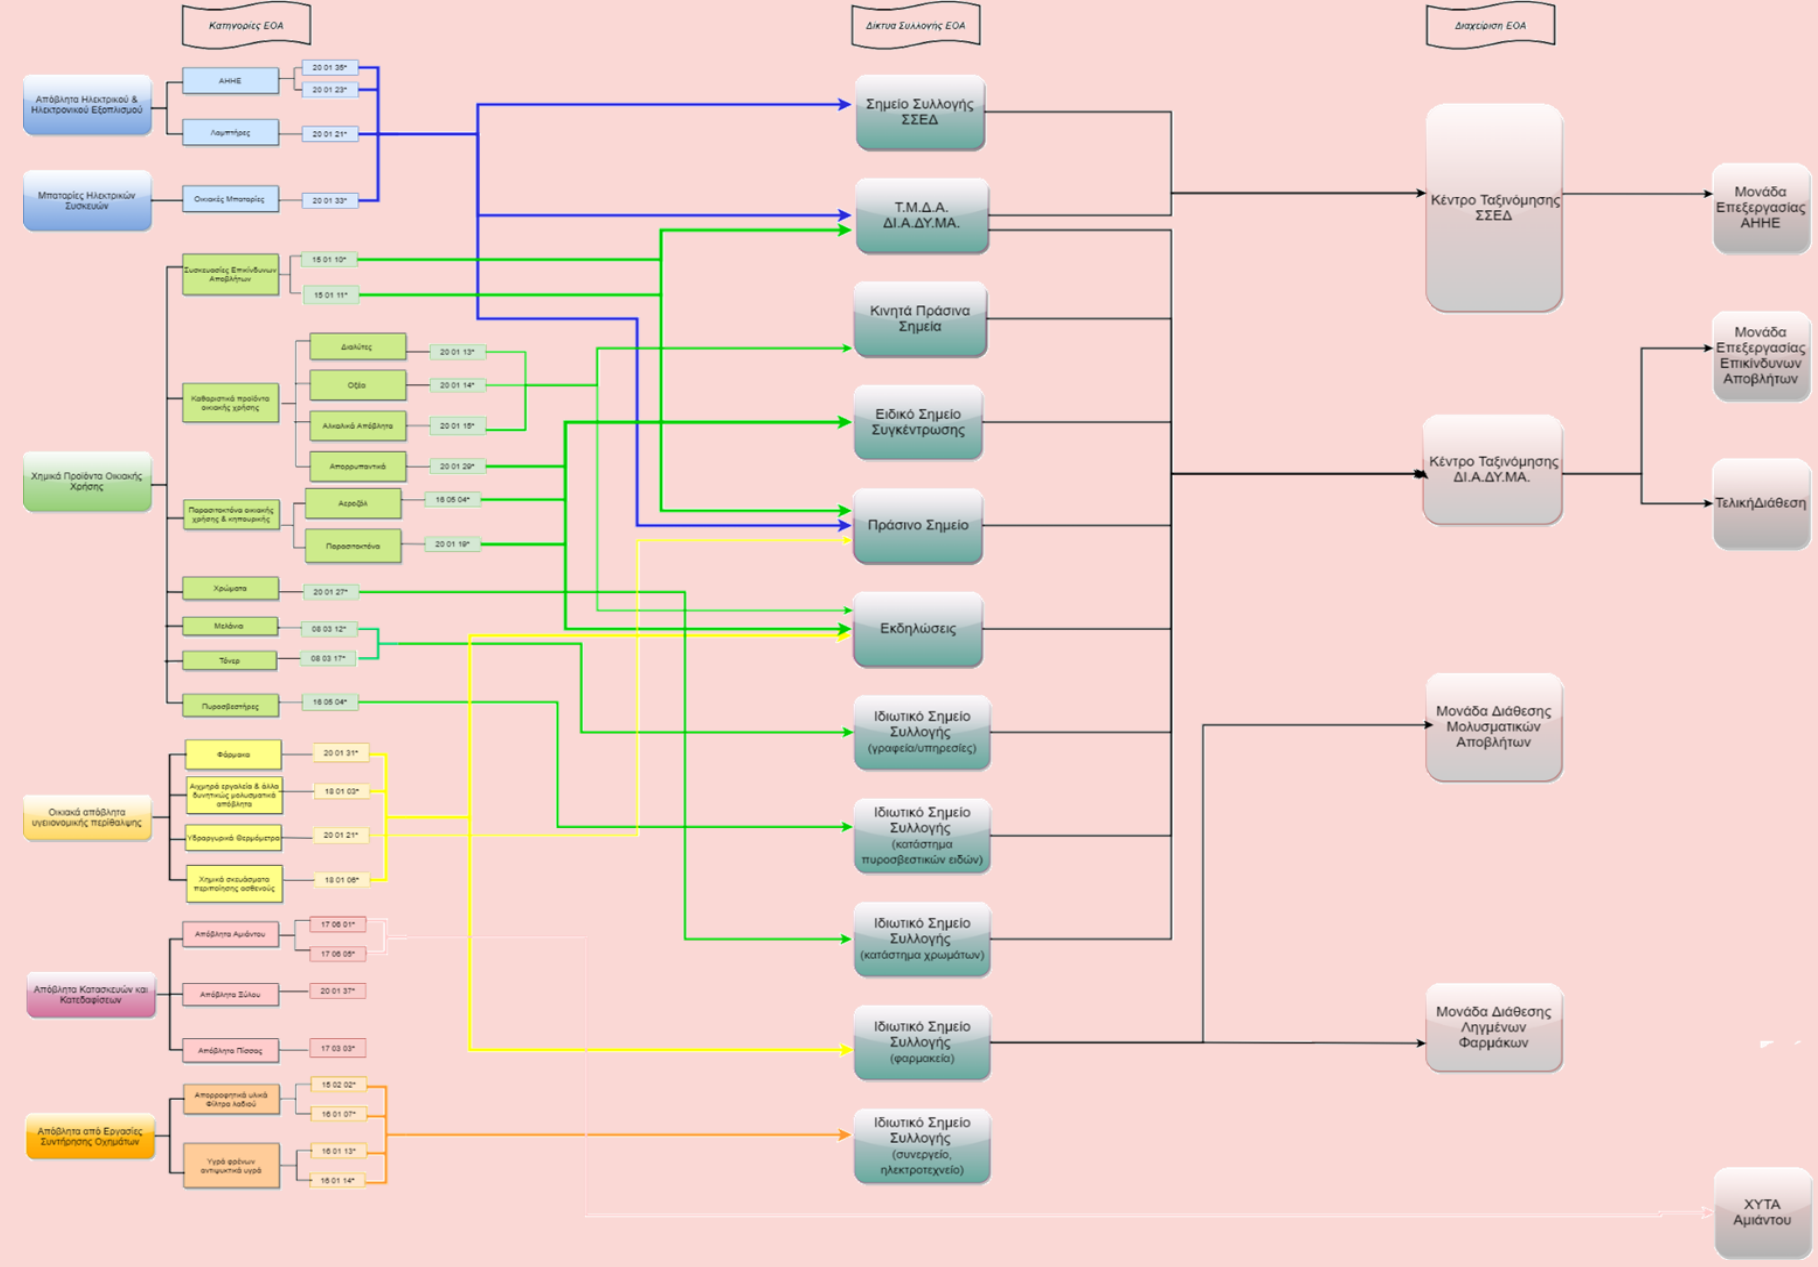 Κατηγορίες ΕΟΑ
Δίκτυα Συλλογής ΕΟΑ
Διαχείριση ΕΟΑ
Απόβλητα Ηλεκτρικού &
Ηλεκτρονικού Εξοπλισμού
ΑΗΗΕ
20 01 35*
20 01 23*
Λαμπτήρες
20 01 21*
Μπαταρίες Ηλεκτρικών
Συσκευών
Οικιακές Μπαταρίες
20 01 33*
Χημικά Προϊόντα Οικιακής
Χρήσης
Συσκευασίες Επικίνδυνων
Αποβλήτων
15 01 10*
15 01 11*
Καθαριστικά προϊόντα
οικιακής χρήσης
Διαλύτες
20 01 13*
Οξέα
20 01 14*
Αλκαλικά Απόβλητα
20 01 15*
Απορρυπαντικά
20 01 29*
Παρασιτοκτόνα οικιακής
χρήσης & κηπουρικής
Αεροζόλ
16 05 04*
Παρασιτοκτόνα
20 01 19*
Χρώματα
20 01 27*
Μελάνια
08 03 12*
Τόνερ
08 03 17*
Πυροσβεστήρες
16 05 04*
Οικιακά απόβλητα
υγειονομικής περίθαλψης
Φάρμακα
20 01 31*
Αιχμηρά εργαλεία & άλλα
δυνητικώς μολυσματικά
απόβλητα
18 01 03*
Υδραργυρικά Θερμόμετρα
20 01 21*
Χημικά σκευάσματα
περιποίησης ασθενούς
18 01 06*
Απόβλητα Κατασκευών και
Κατεδαφίσεων
Απόβλητα Αμιάντου
17 06 01*
17 06 05*
Απόβλητα Ξύλου
20 01 37*
Απόβλητα Πίσσας
17 03 03*
Απόβλητα από Εργασίες
Συντήρησης Οχημάτων
Απορροφητικά υλικά
Φίλτρα λαδιού
15 02 02*
16 01 07*
Υγρά φρένων
αντιψυκτικά υγρά
16 01 13*
16 01 14*
Σημείο Συλλογής
ΣΣΕΔ
Τ.Μ.Δ.Α.
ΔΙ.Α.ΔΥ.ΜΑ.
Κινητά Πράσινα
Σημεία
Ειδικό Σημείο
Συγκέντρωσης
Πράσινο Σημείο
Εκδηλώσεις
Ιδιωτικό Σημείο
Συλλογής
(γραφεία/υπηρεσίες)
Ιδιωτικό Σημείο
Συλλογής
(κατάστημα
πυροσβεστικών ειδών)
Ιδιωτικό Σημείο
Συλλογής
(κατάστημα χρωμάτων)
Ιδιωτικό Σημείο
Συλλογής
(φαρμακεία)
Ιδιωτικό Σημείο
Συλλογής
(συνεργείο,
ηλεκτροτεχνείο)
Κέντρο Ταξινόμησης
ΣΣΕΔ
Κέντρο Ταξινόμησης
ΔΙ.Α.ΔΥ.ΜΑ.
Μονάδα Διάθεσης
Μολυσματικών
Αποβλήτων
Μονάδα Διάθεσης
Ληγμένων
Φαρμάκων
Μονάδα
Επεξεργασίας
ΑΗΗΕ
Μονάδα
Επεξεργασίας
Επικίνδυνων
Αποβλήτων
ΤελικήΔιάθεση
ΧΥΤΑ
Αμιάντου